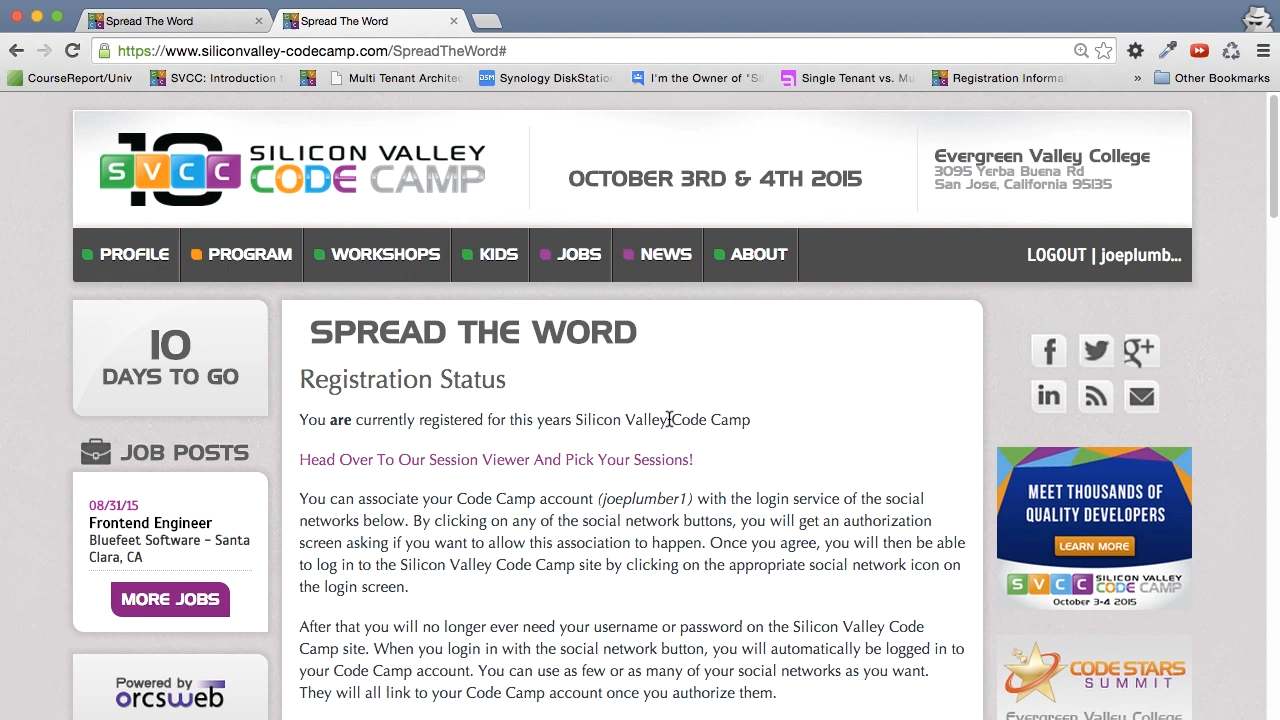 Spread The Word
Spread The Word
https://www.siliconvalley-codecamp.com/SpreadTheWord#
CourseReport/Univ
SVCC: Introduction
Multi Tenant Architec
Synology DiskStatio
I'm the Owner of "Si
Single Tenant vs. Mu
Registration Informa
»
Other Bookmarks
10
SVCC
SILICON VALLEY
CODE CAMP
OCTOBER 3RD & 4TH 2015
Evergreen Valley College
3095 Yerba Buena Rd
San Jose, California 95135
PROFILE
PROGRAM
WORKSHOPS
KIDS
JOBS
NEWS
ABOUT
LOGOUT | joeplumb...
10
DAYS TO GO
JOB POSTS
08/31/15
Frontend Engineer
Bluefeet Software - Santa
Clara, CA
MORE JOBS
Powered by
orcsweb
SPREAD THE WORD
Registration Status
You are currently registered for this years Silicon Valley Code Camp
Head Over To Our Session Viewer And Pick Your Sessions!
You can associate your Code Camp account (joeplumber1) with the login service of the social
networks below. By clicking on any of the social network buttons, you will get an authorization
screen asking if you want to allow this association to happen. Once you agree, you will then be able
to log in to the Silicon Valley Code Camp site by clicking on the appropriate social network icon on
the login screen.
After that you will no longer ever need your username or password on the Silicon Valley Code
Camp site. When you login in with the social network button, you will automatically be logged in to
your Code Camp account. You can use as few or as many of your social networks as you want.
They will all link to your Code Camp account once you authorize them.
f
g+
in
MEET THOUSANDS OF
QUALITY DEVELOPERS
LEARN MORE
SVCC
SILICON VALLEY
CODE CAMP
October 3-4 2015
CODE STARS
SUMMIT
Evergreen Valley College